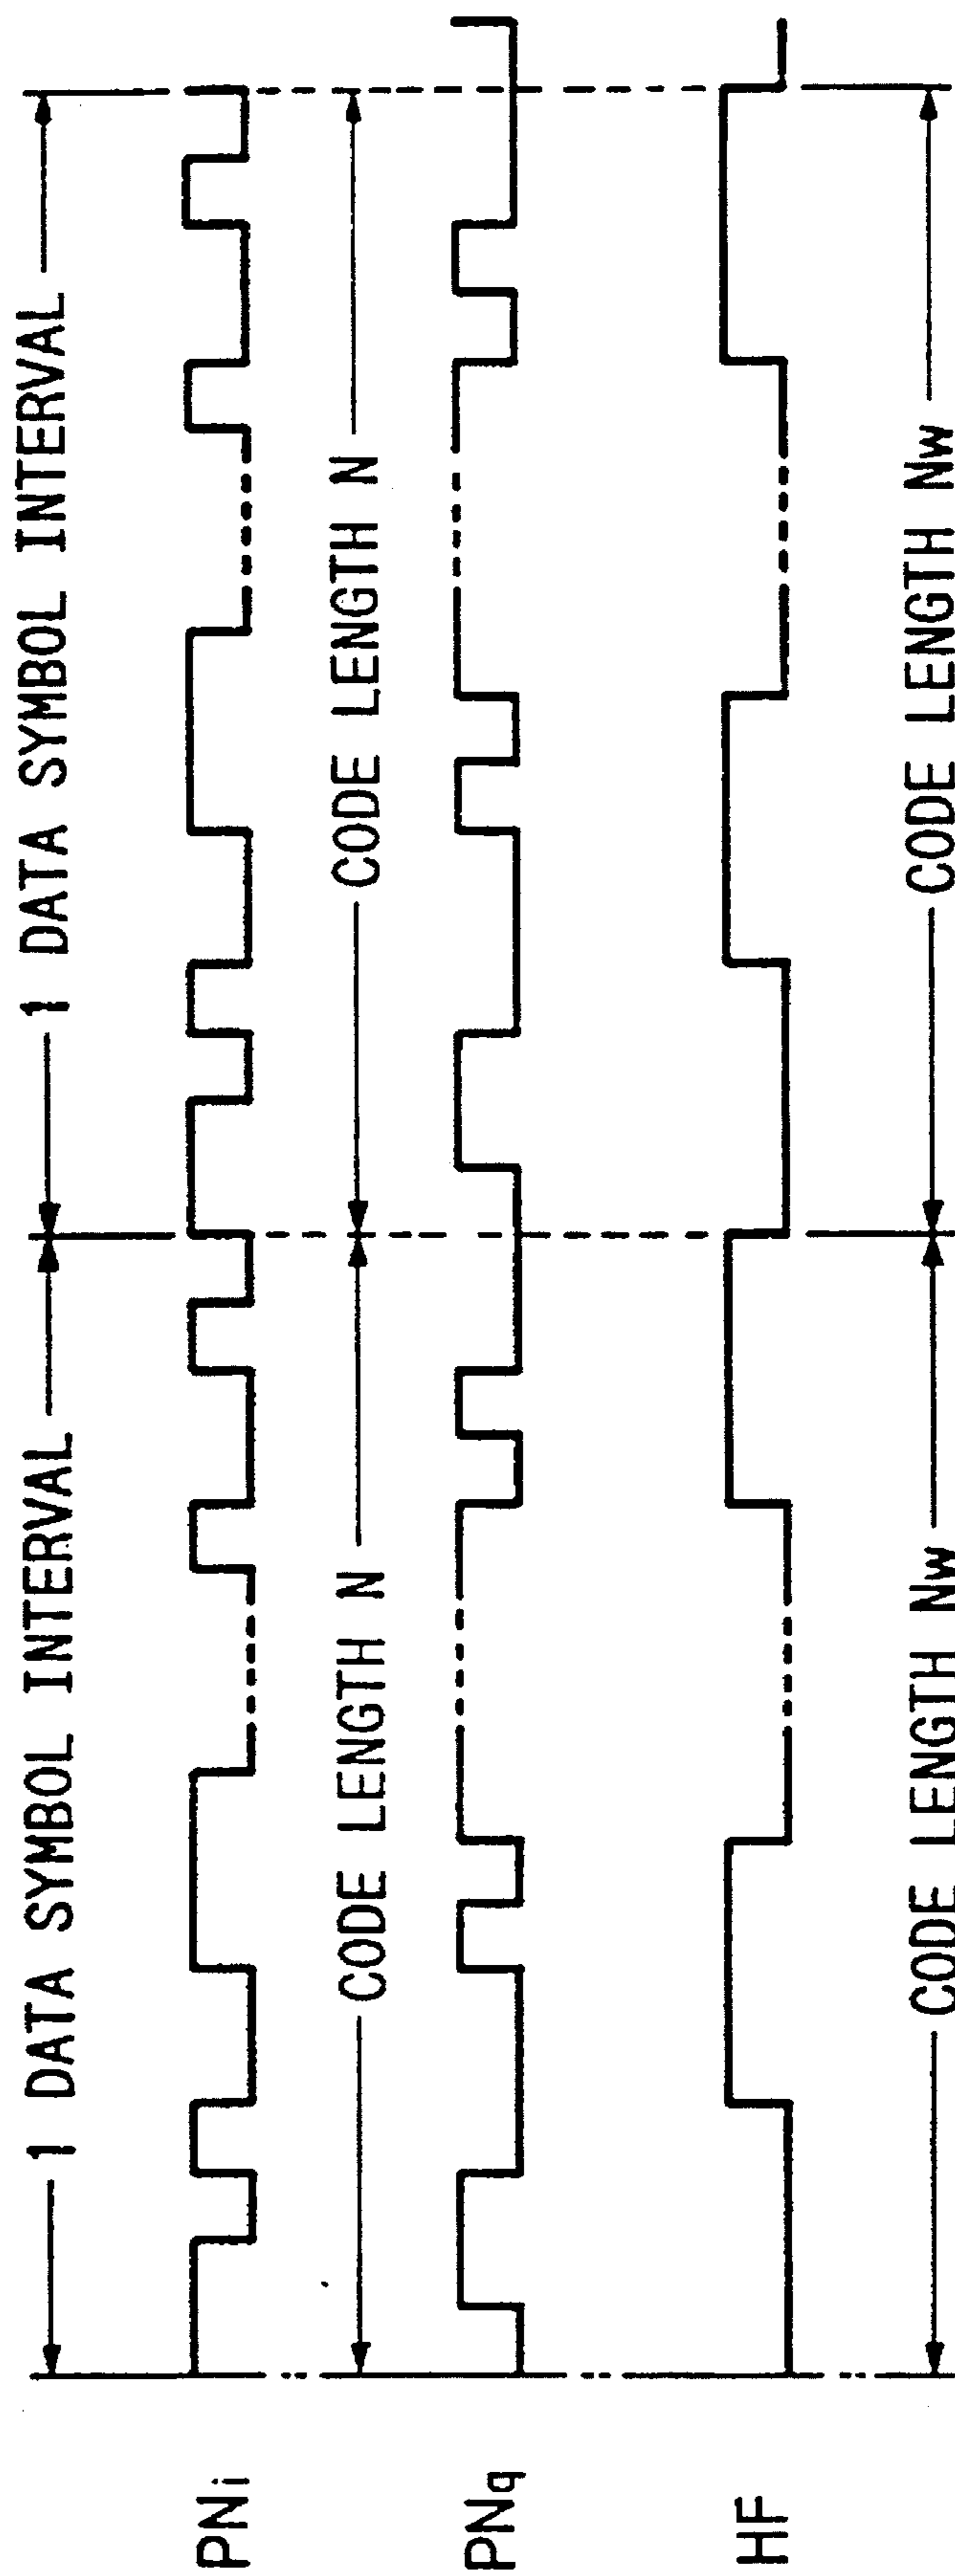 1 DATA SYMBOL INTERVAL
1 DATA SYMBOL INTERVAL
PNi
CODE LENGTH N
CODE LENGTH N
PNq
HF
CODE LENGTH Nw
CODE LENGTH Nw